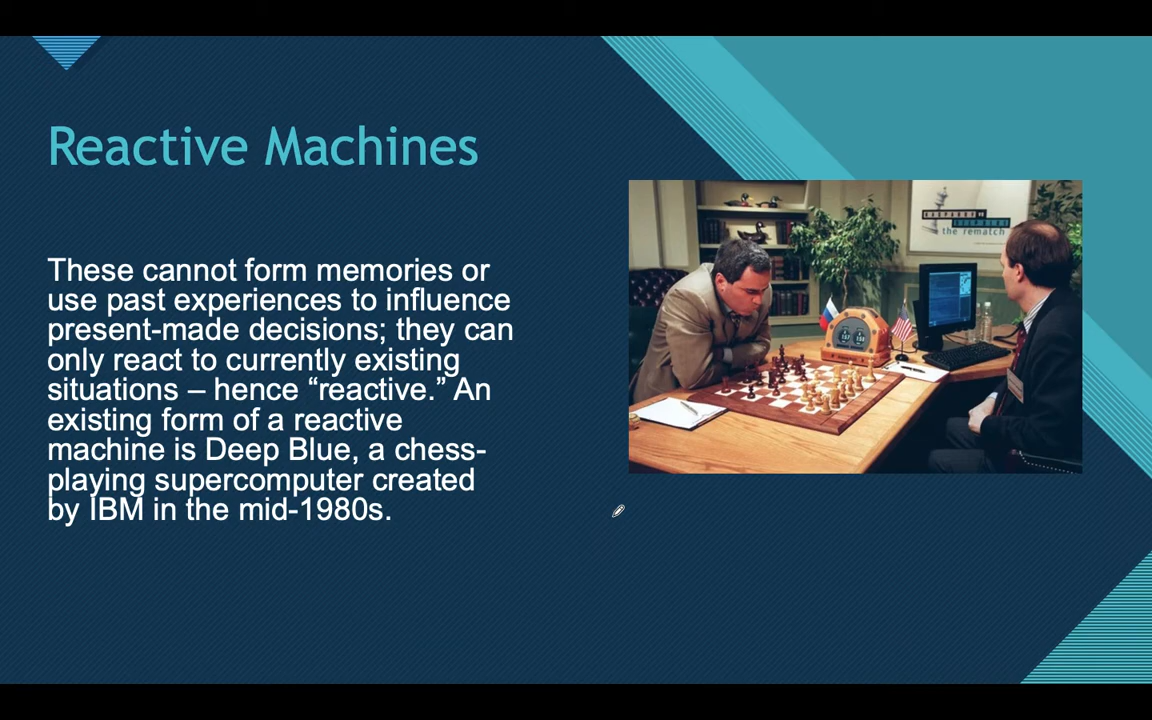 Reactive Machines
These cannot form memories or
use past experiences to influence
present-made decisions; they can
only react to currently existing
situations – hence “reactive.” An
existing form of a reactive
machine is Deep Blue, a chess-
playing supercomputer created
by IBM in the mid-1980s.
the rematch